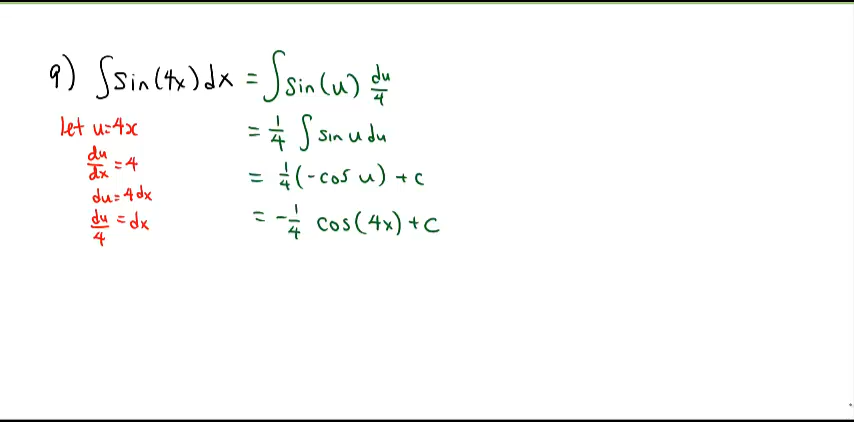 9) ∫sin(4x)dx = ∫sin(u) du/4
let u=4x
du/dx = 4
du = 4dx
du/4 = dx
= 1/4 ∫ sin u du
= 1/4 (-cos u) + c
= -1/4 cos(4x) + C